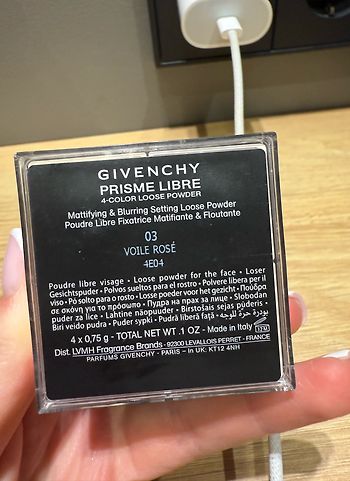 GIVENCHY
PRISME LIBRE
4-COLOR LOOSE POWDER
Mattifying & Blurring Setting Loose Powder
Poudre Libre Fixatrice Matifiante & Floutante
03
VOILE ROSÉ
4E04
Poudre libre visage • Loose powder for the face • Loser
Gesichtspuder • Polvos sueltos para el rostro • Polvere libera per il
viso • Pó solto para o rosto • Losse poeder voor het gezicht • Πούδρα
σε σκόνη για το πρόσωπο • Пудра на прах за лице • Slobodan
puder za lice • Lahtine näopuuder • Birstošais sejas pūderis •
Biri veido pudra • Puder sypki • Pudră liberă față • بودرة حرة للوجه
4 x 0,75 g - TOTAL NET WT .1 OZ - Made in Italy 12M
Dist. LVMH Fragrance Brands - 92300 LEVALLOIS PERRET - FRANCE
PARFUMS GIVENCHY - PARIS - In UK: KT12 4NH